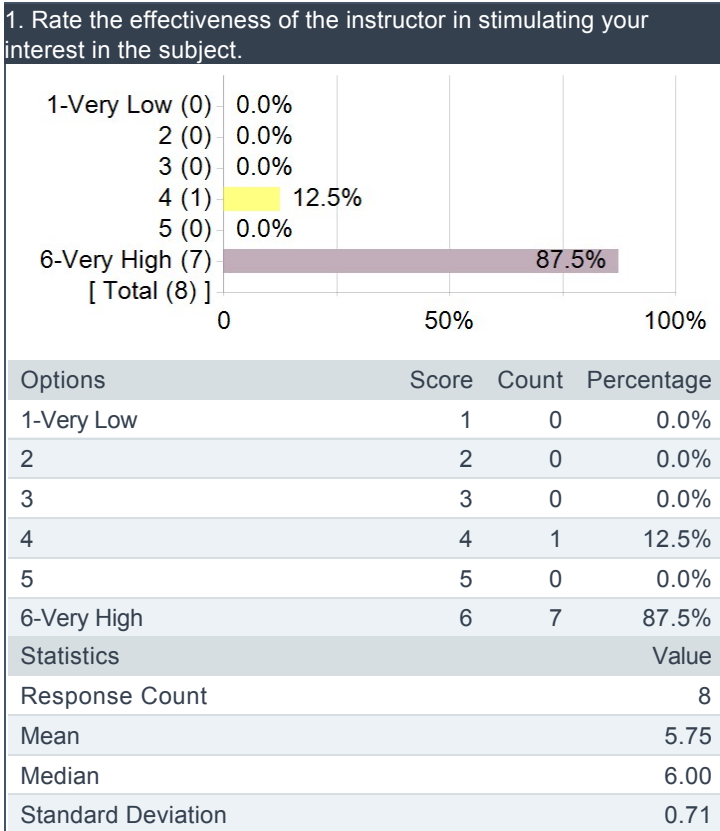 1. Rate the effectiveness of the instructor in stimulating your
interest in the subject.
1-Very Low (0) 0.0%
2 (0) 0.0%
3 (0) 0.0%
4 (1) 12.5%
5 (0) 0.0%
6-Very High (7) 87.5%
[ Total (8) ]
0 50% 100%
Options Score Count Percentage
1-Very Low 1 0 0.0%
2 2 0 0.0%
3 3 0 0.0%
4 4 1 12.5%
5 5 0 0.0%
6-Very High 6 7 87.5%
Statistics Value
Response Count 8
Mean 5.75
Median 6.00
Standard Deviation 0.71